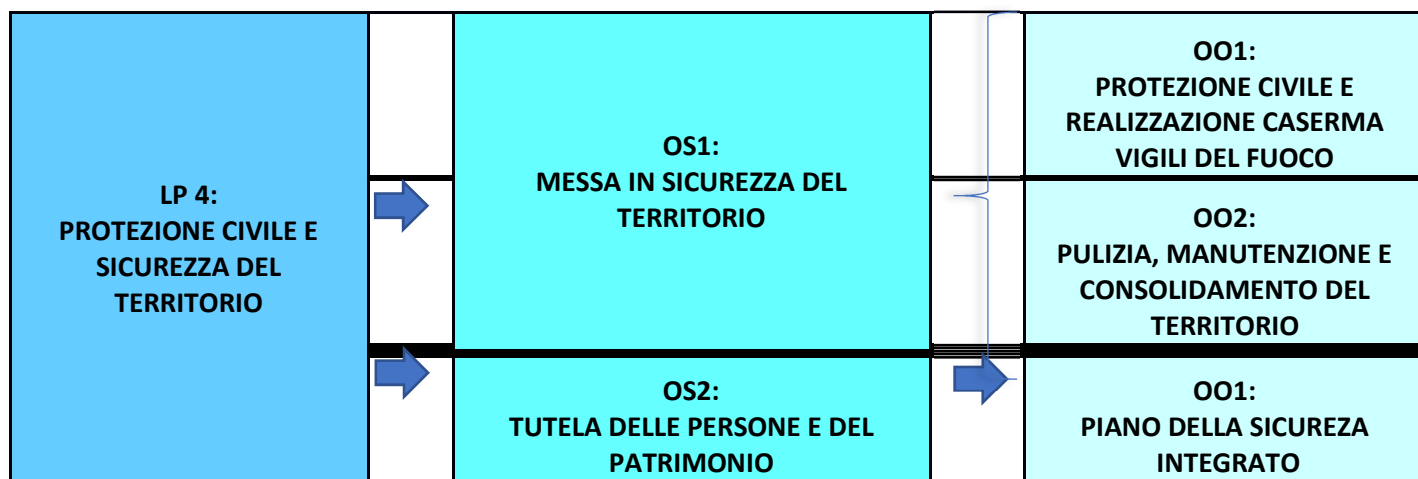 LP 4:
PROTEZIONE CIVILE E
SICUREZZA DEL
TERRITORIO
OS1:
MESSA IN SICUREZZA DEL
TERRITORIO
OO1:
PROTEZIONE CIVILE E
REALIZZAZIONE CASERMA
VIGILI DEL FUOCO
OO2:
PULIZIA, MANUTENZIONE E
CONSOLIDAMENTO DEL
TERRITORIO
OS2:
TUTELA DELLE PERSONE E DEL
PATRIMONIO
OO1:
PIANO DELLA SICUREZA
INTEGRATO